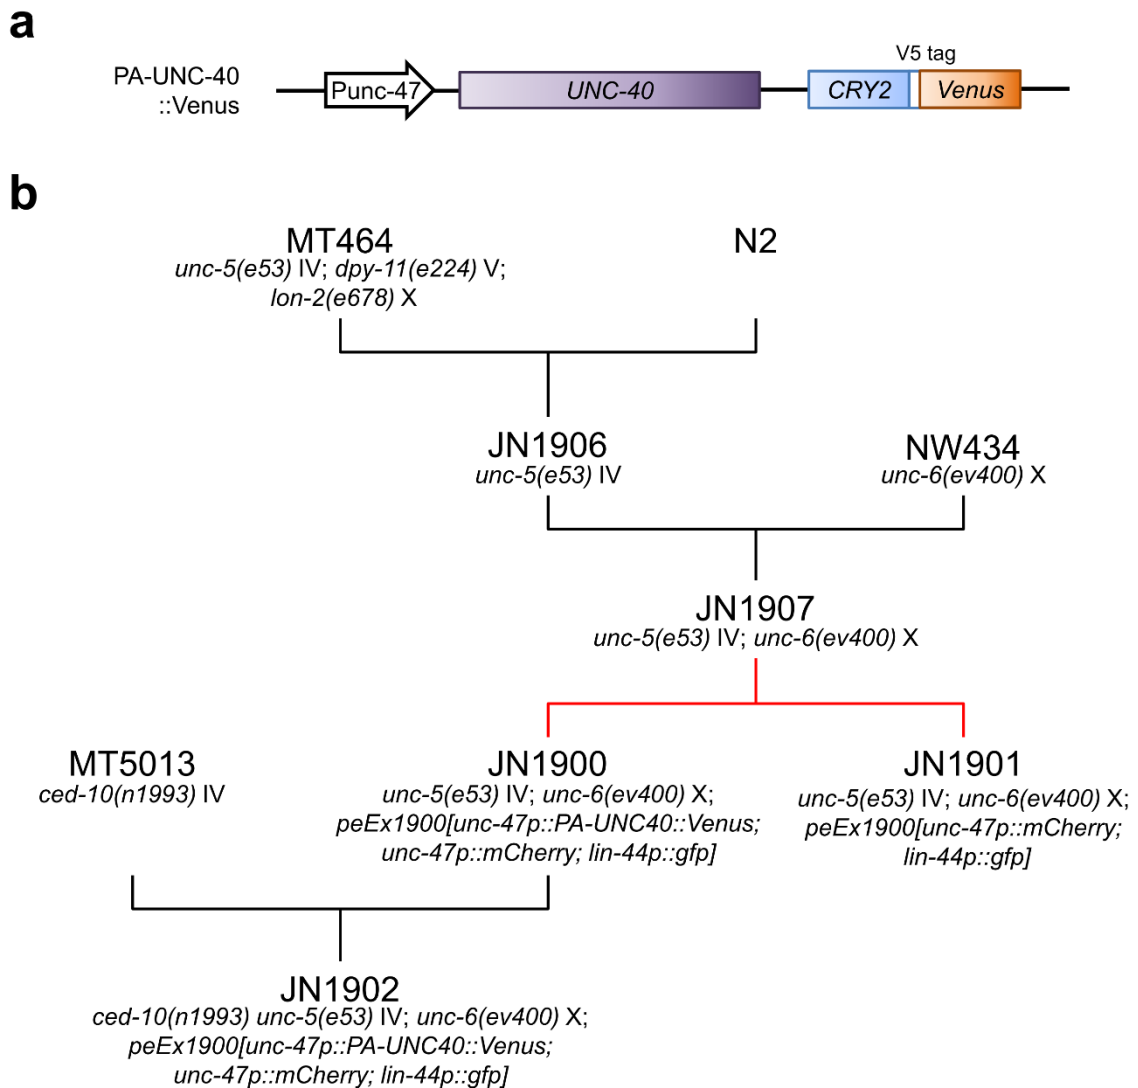 a
V5 tag
PA-UNC-40
::Venus
Punc-47
UNC-40
CRY2
Venus
b
MT464
unc-5(e53) IV; dpy-11(e224) V;
lon-2(e678) X
N2
JN1906
unc-5(e53) IV
NW434
unc-6(ev400) X
JN1907
unc-5(e53) IV; unc-6(ev400) X
MT5013
ced-10(n1993) IV
JN1900
unc-5(e53) IV; unc-6(ev400) X;
peEx1900[unc-47p::PA-UNC40::Venus;
unc-47p::mCherry; lin-44p::gfp]
JN1901
unc-5(e53) IV; unc-6(ev400) X;
peEx1900[unc-47p::mCherry;
lin-44p::gfp]
JN1902
ced-10(n1993) unc-5(e53) IV; unc-6(ev400) X;
peEx1900[unc-47p::PA-UNC40::Venus;
unc-47p::mCherry; lin-44p::gfp]